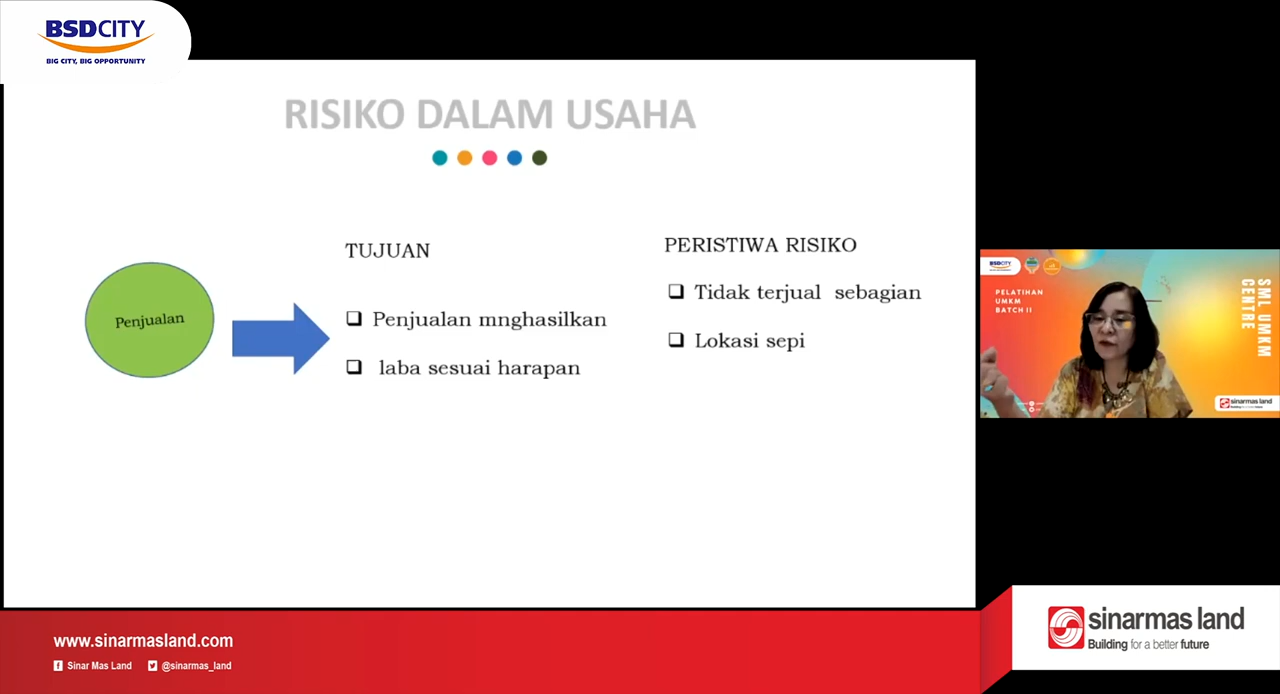 BSDCITY
BIG CITY, BIG OPPORTUNITY
RISIKO DALAM USAHA
Penjualan
TUJUAN
❑ Penjualan mnghasilkan
❑ laba sesuai harapan
PERISTIWA RISIKO
❑ Tidak terjual sebagian
❑ Lokasi sepi
BSDCITY
PELATIHAN
UMKM
BATCH II
SML UMKM
CENTRE
sinarmas land
www.sinarmasland.com
Sinar Mas Land
@sinarmas_land
sinarmas land
Building for a better future